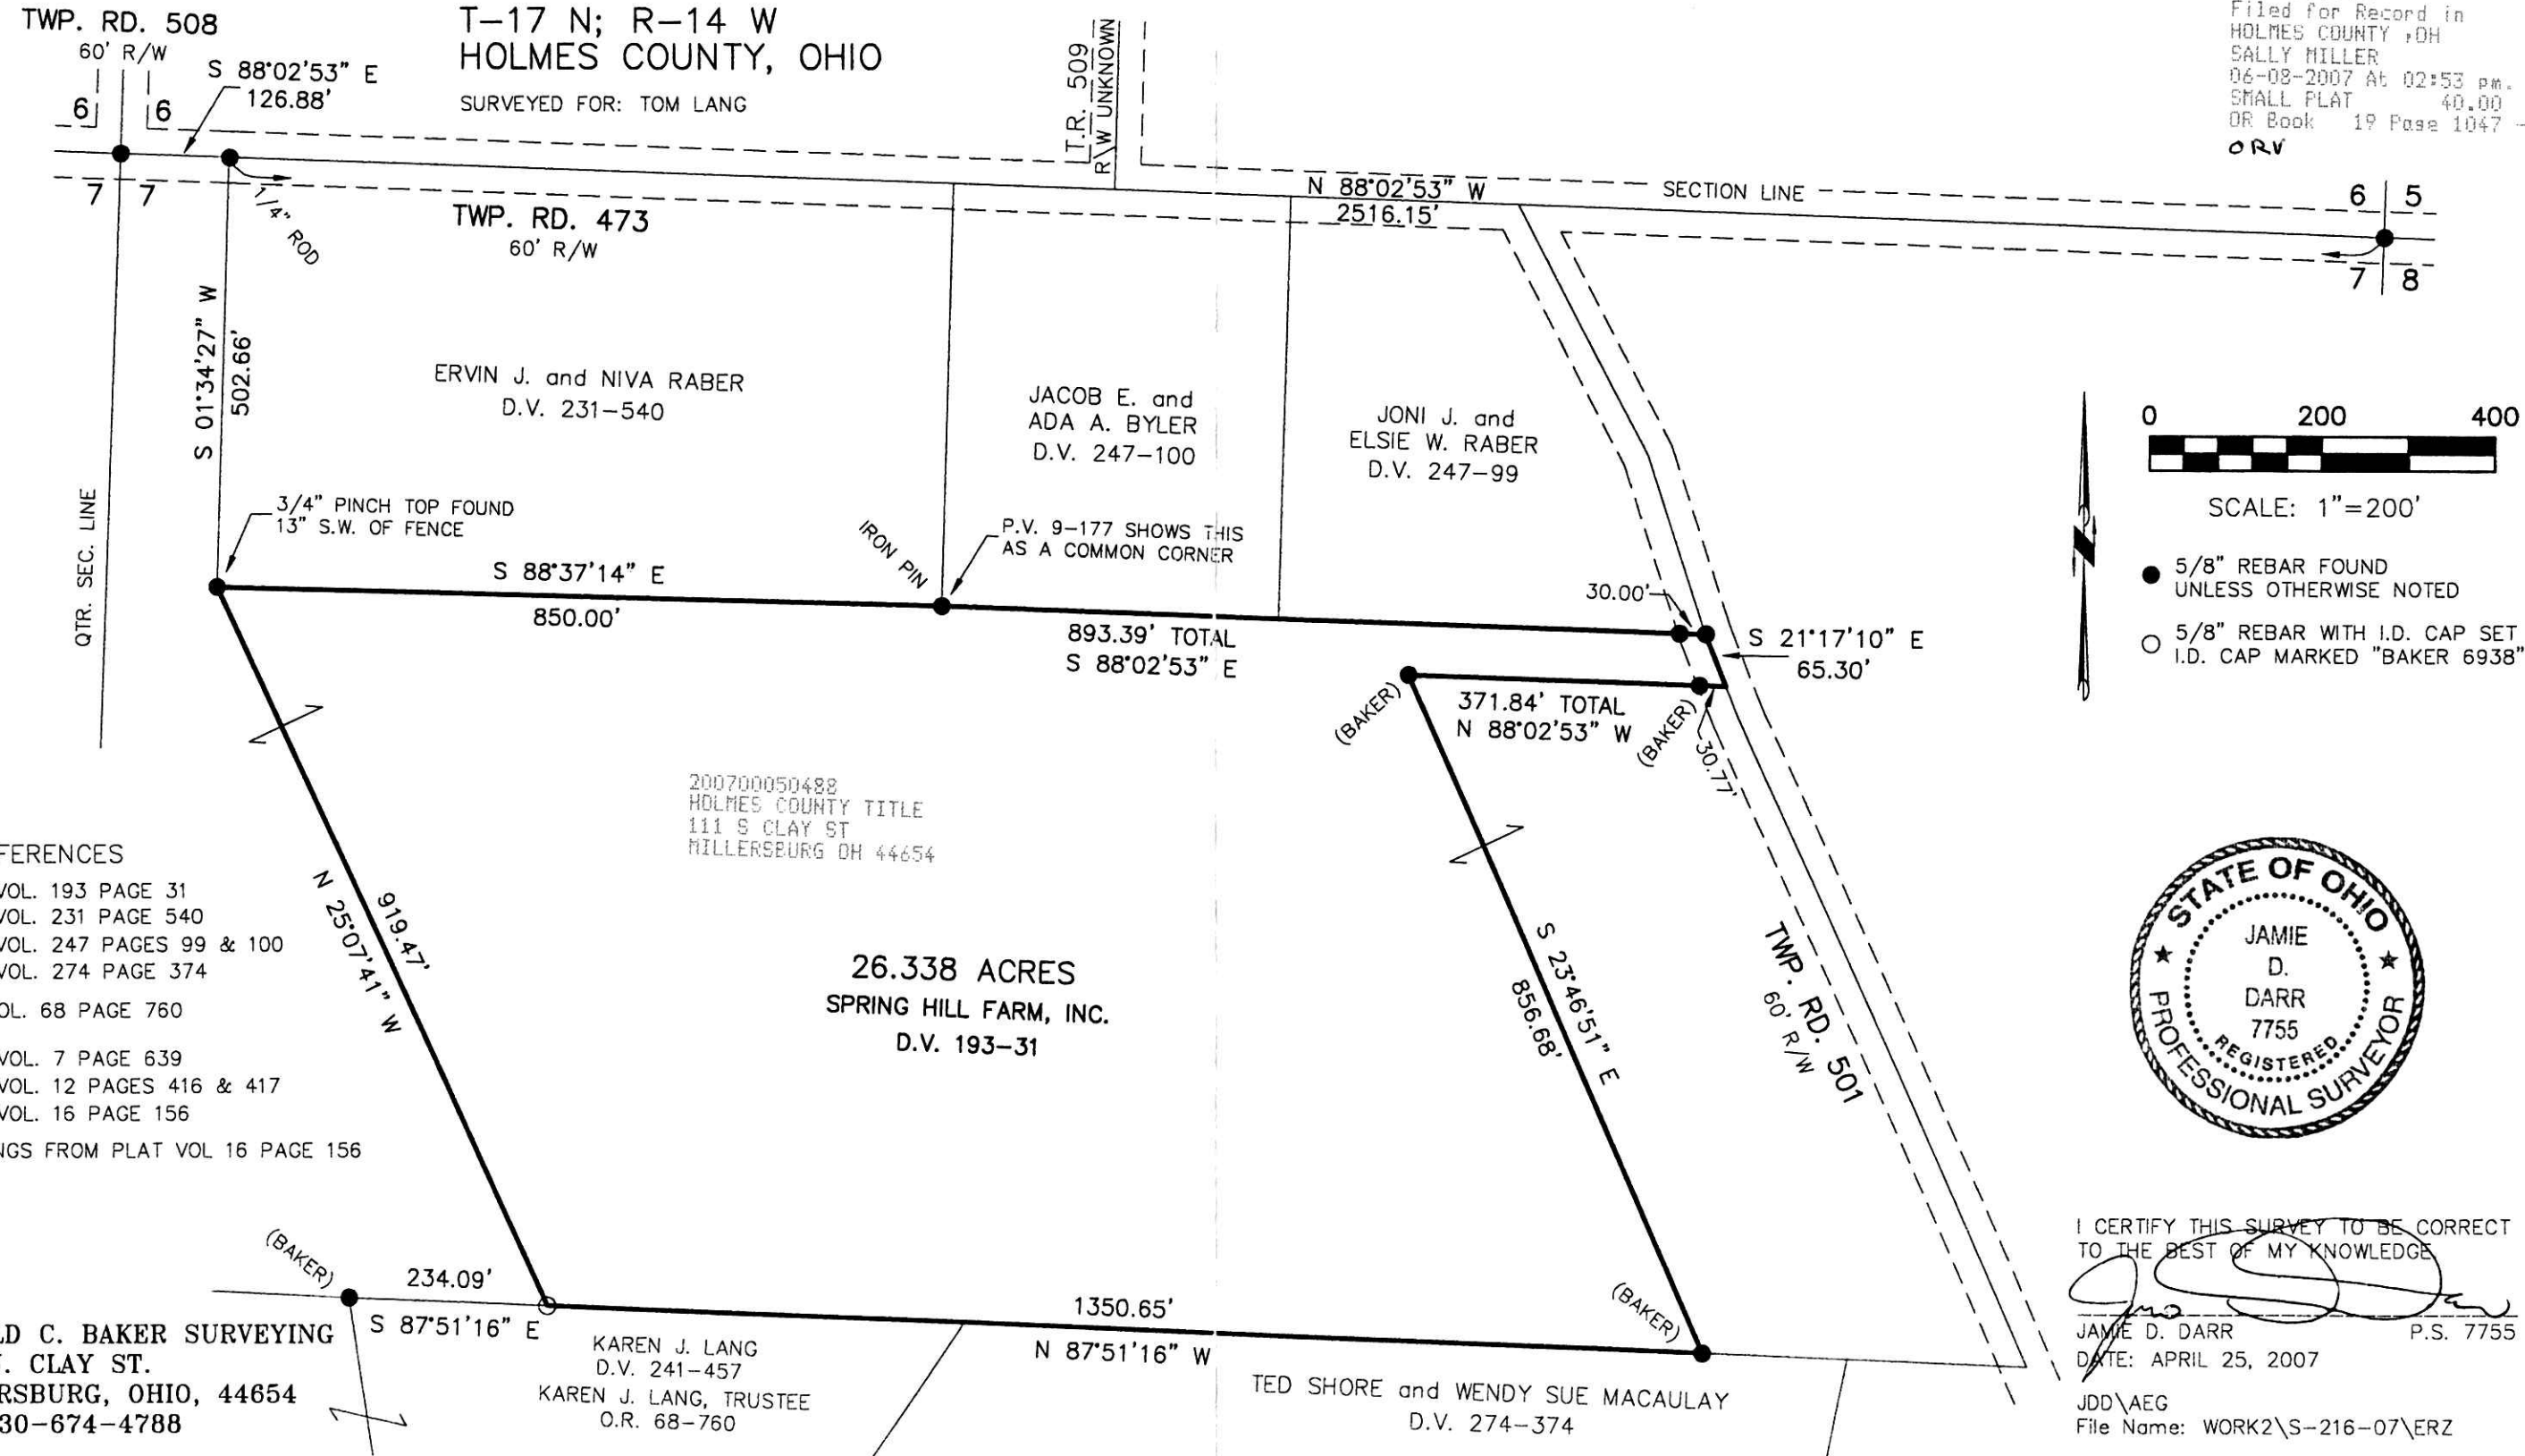 TWP. RD. 508
60' R/W
S 88°02'53" E
126.88'
T-17 N; R-14 W
HOLMES COUNTY, OHIO
SURVEYED FOR: TOM LANG
T.R. 509
R\W UNKNOWN
Filed for Record in
HOLMES COUNTY ,OH
SALLY MILLER
06-08-2007 At 02:53 pm.
SMALL PLAT 40.00
OR Book 19 Page 1047 -
ORV
6 6
7 7
1/4" ROD
TWP. RD. 473
60' R/W
N 88°02'53" W
2516.15'
SECTION LINE
6 5
7 8
S 01°34'27" W
502.66'
ERVIN J. and NIVA RABER
D.V. 231-540
JACOB E. and
ADA A. BYLER
D.V. 247-100
JONI J. and
ELSIE W. RABER
D.V. 247-99
0 200 400
SCALE: 1"=200'
N
5/8" REBAR FOUND
UNLESS OTHERWISE NOTED
5/8" REBAR WITH I.D. CAP SET
I.D. CAP MARKED "BAKER 6938"
QTR. SEC. LINE
3/4" PINCH TOP FOUND
13" S.W. OF FENCE
IRON PIN
P.V. 9-177 SHOWS THIS
AS A COMMON CORNER
S 88°37'14" E
850.00'
893.39' TOTAL
S 88°02'53" E
30.00'
S 21°17'10" E
65.30'
371.84' TOTAL
N 88°02'53" W
(BAKER)
(BAKER)
30.77'
200700050488
HOLMES COUNTY TITLE
111 S CLAY ST
MILLERSBURG OH 44654
FERENCES
VOL. 193 PAGE 31
VOL. 231 PAGE 540
VOL. 247 PAGES 99 & 100
VOL. 274 PAGE 374
OL. 68 PAGE 760
VOL. 7 PAGE 639
VOL. 12 PAGES 416 & 417
VOL. 16 PAGE 156
NGS FROM PLAT VOL 16 PAGE 156
919.47'
N 25°07'41" W
26.338 ACRES
SPRING HILL FARM, INC.
D.V. 193-31
S 23°46'51" E
856.68'
TWP. RD. 501
60' R/W
STATE OF OHIO
JAMIE
D.
DARR
7755
REGISTERED
PROFESSIONAL SURVEYOR
I CERTIFY THIS SURVEY TO BE CORRECT
TO THE BEST OF MY KNOWLEDGE
JAMIE D. DARR P.S. 7755
DATE: APRIL 25, 2007
JDD\AEG
File Name: WORK2\S-216-07\ERZ
(BAKER)
234.09'
S 87°51'16" E
1350.65'
N 87°51'16" W
(BAKER)
KAREN J. LANG
D.V. 241-457
KAREN J. LANG, TRUSTEE
O.R. 68-760
TED SHORE and WENDY SUE MACAULAY
D.V. 274-374
LD C. BAKER SURVEYING
. CLAY ST.
RSBURG, OHIO, 44654
30-674-4788